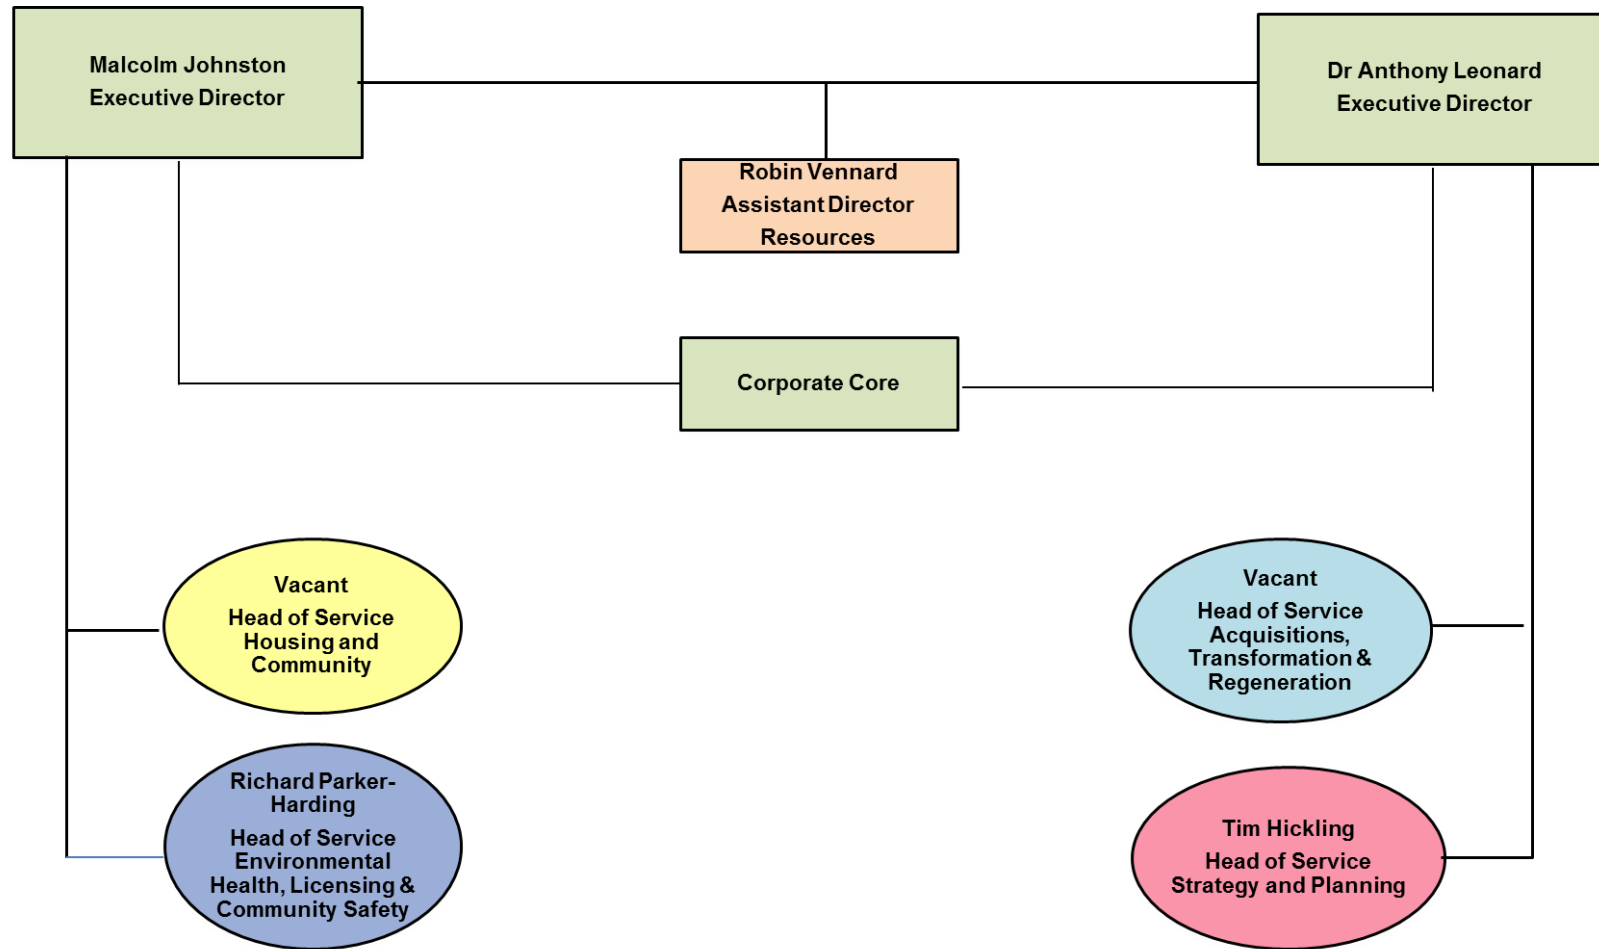 Malcolm Johnston
Executive Director
Dr Anthony Leonard
Executive Director
Robin Vennard
Assistant Director
Resources
Corporate Core
Vacant
Head of Service
Housing and
Community
Vacant
Head of Service
Acquisitions,
Transformation &
Regeneration
Richard Parker-
Harding
Head of Service
Environmental
Health, Licensing &
Community Safety
Tim Hickling
Head of Service
Strategy and Planning